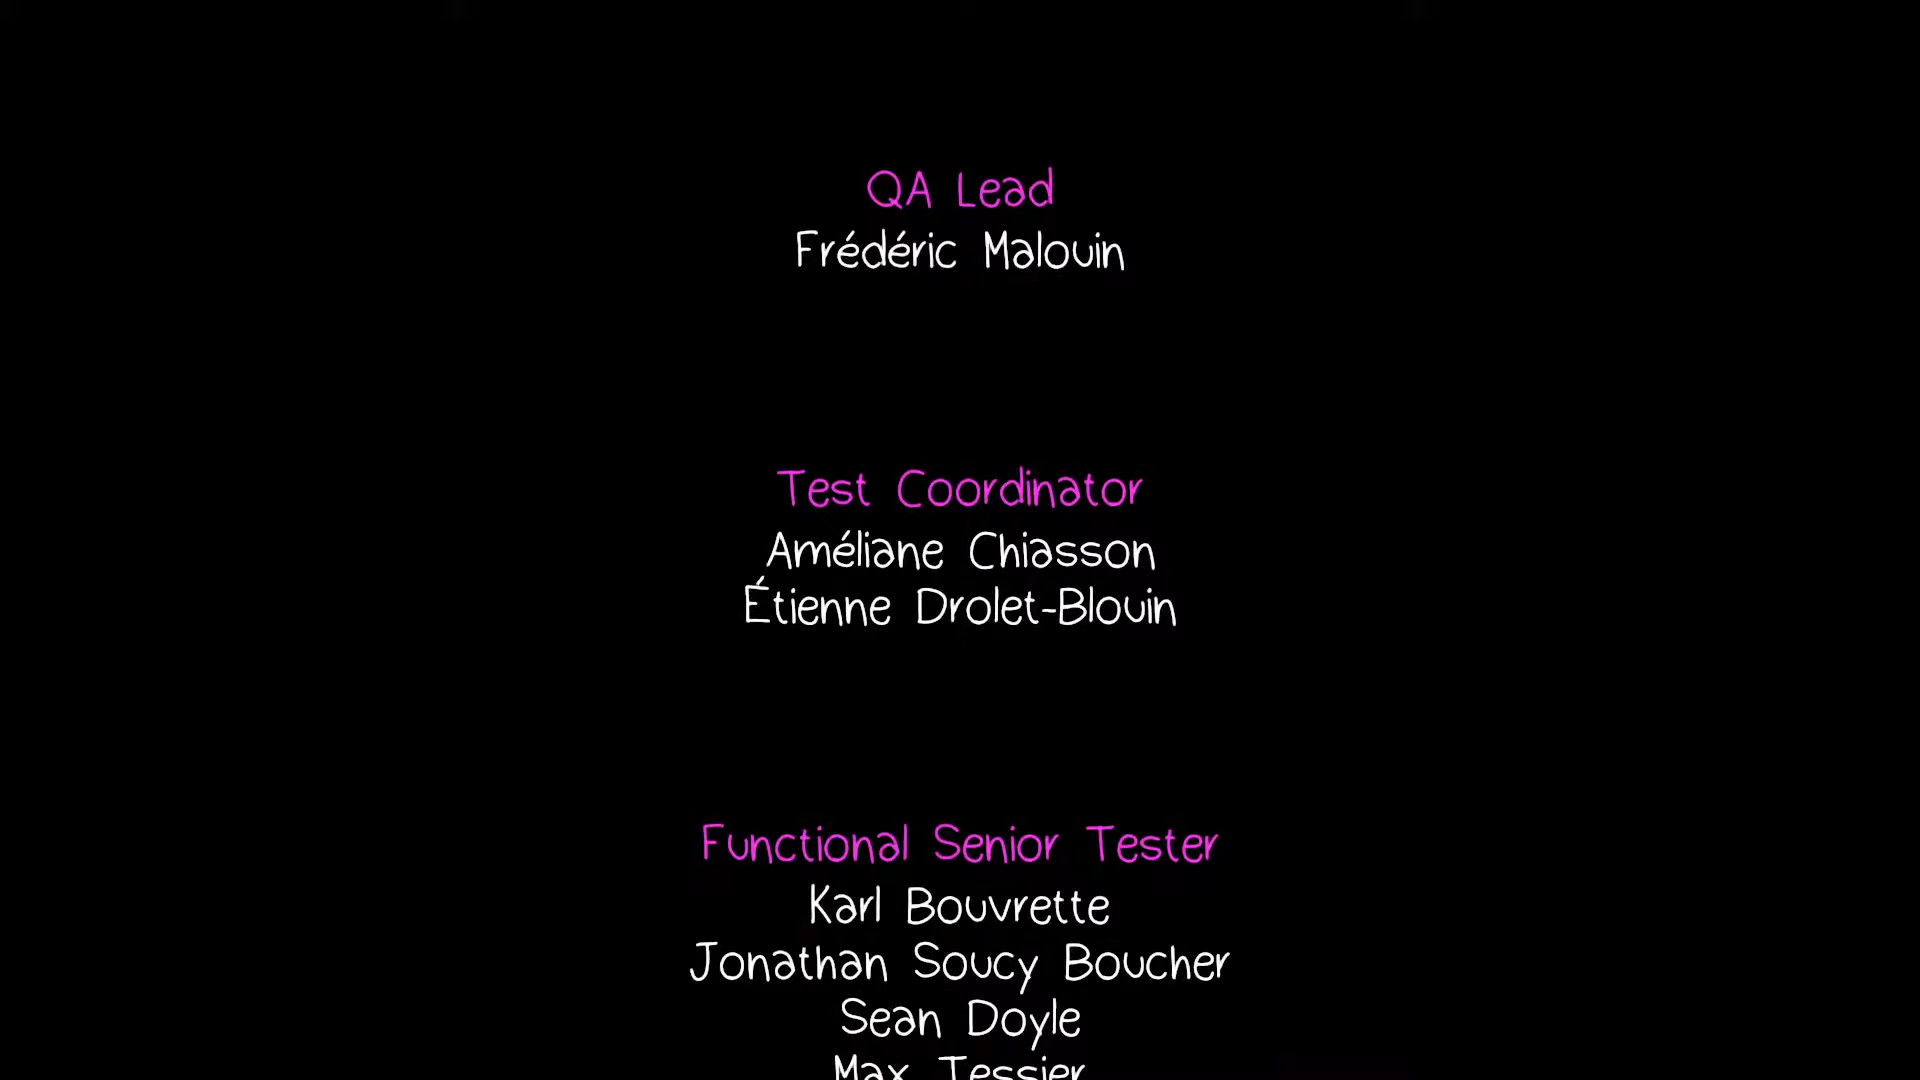 QA Lead
Frédéric Malouin
Test Coordinator
Améliane Chiasson
Étienne Drolet-Blouin
Functional Senior Tester
Karl Bouvrette
Jonathan Soucy Boucher
Sean Doyle
Max Tessier